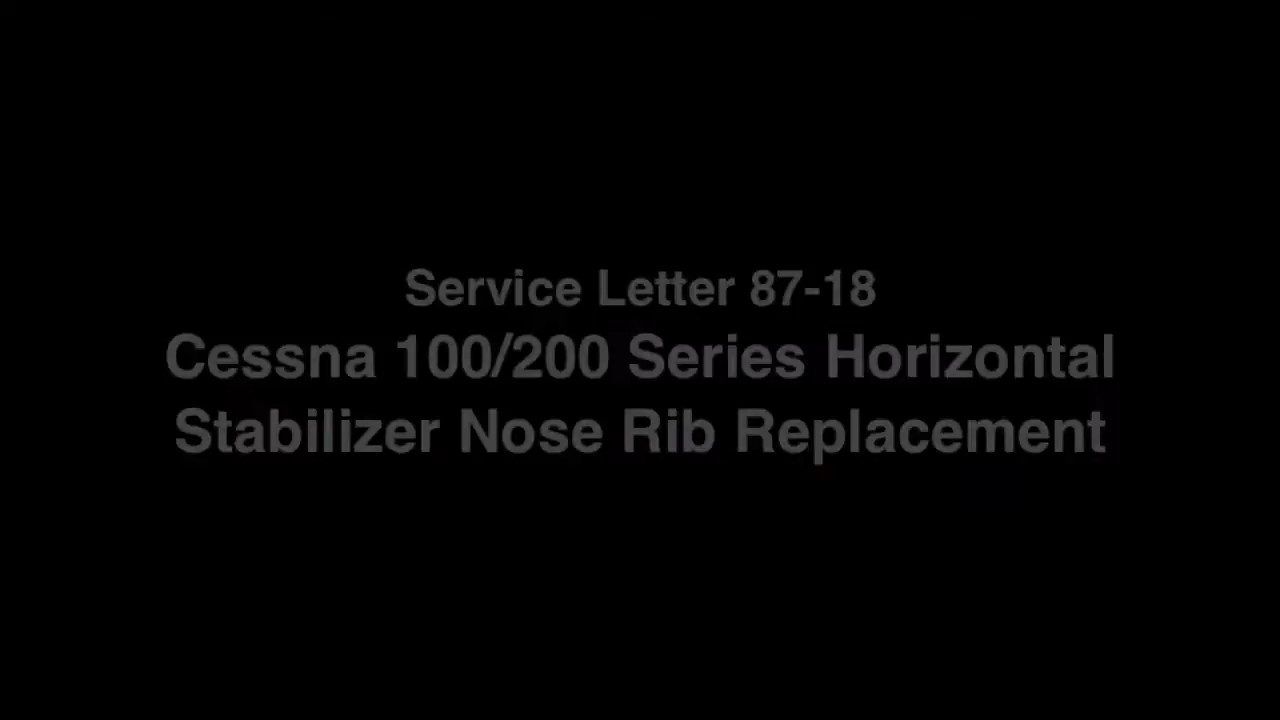 Service Letter 87-18
Cessna 100/200 Series Horizontal
Stabilizer Nose Rib Replacement